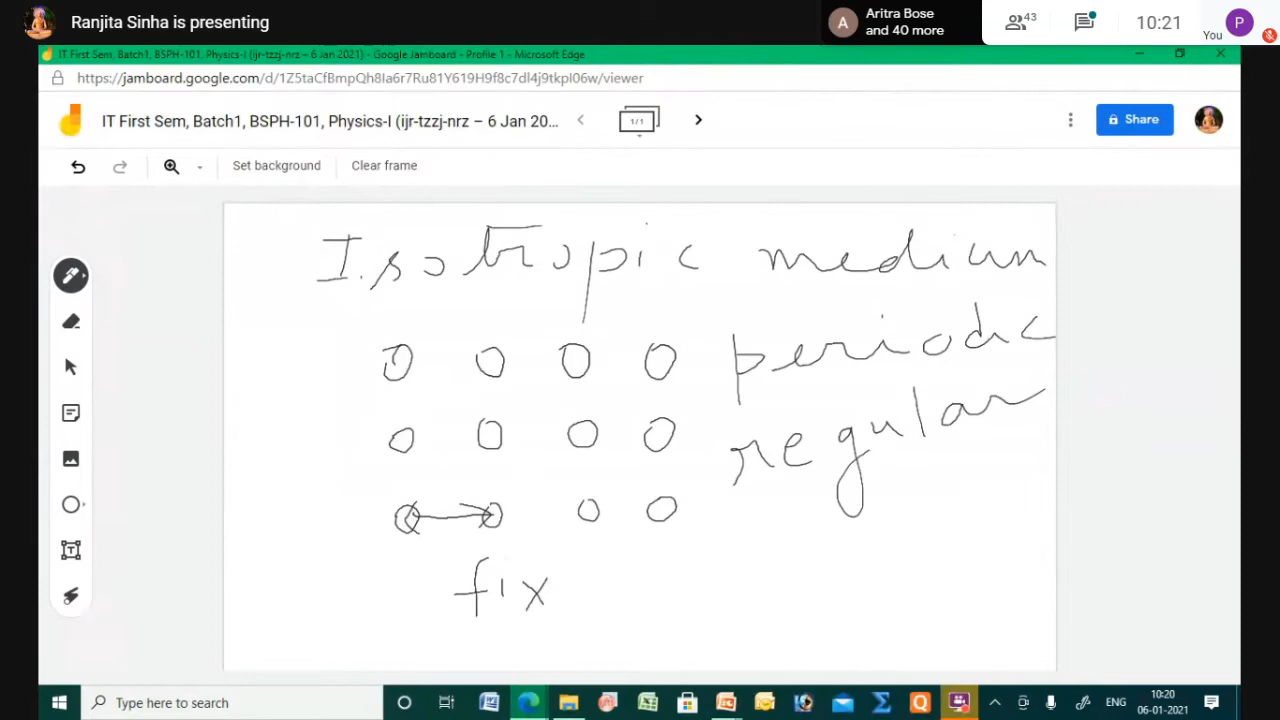 Ranjita Sinha is presenting
A
Aritra Bose
and 40 more
43
10:21
You
P
IT First Sem, Batch1, BSPH-101, Physics-I (ijr-tzzj-nrz – 6 Jan 2021) - Google Jamboard - Profile 1 - Microsoft Edge
https://jamboard.google.com/d/1Z5taCfBmpQh8Ia6r7Ru81Y619H9f8c7dl4j9tkpI06w/viewer
IT First Sem, Batch1, BSPH-101, Physics-I (ijr-tzzj-nrz – 6 Jan 20...
1/1
Share
Set background
Clear frame
Isotropic medium
periodic
regular
fix
Type here to search
ENG
10:20
06-01-2021